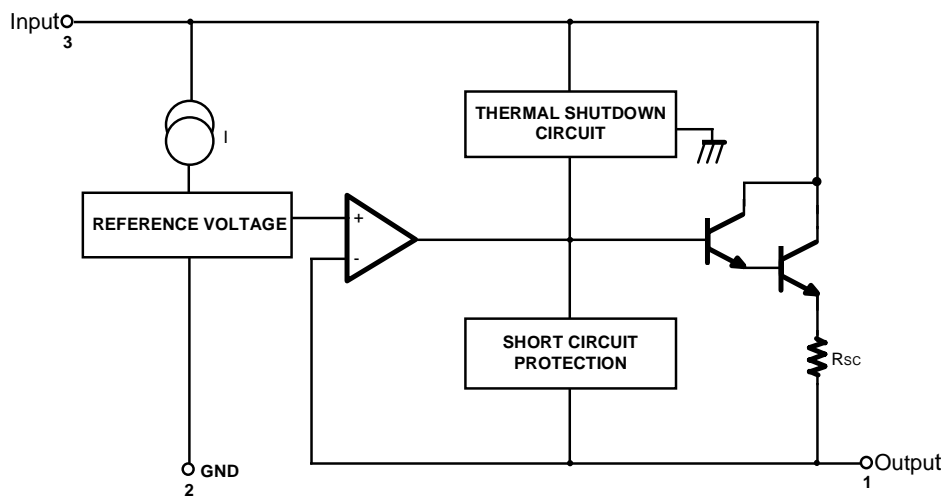 Input
3
THERMAL SHUTDOWN
CIRCUIT
I
REFERENCE VOLTAGE
+
-
SHORT CIRCUIT
PROTECTION
RSC
GND
2
Output
1